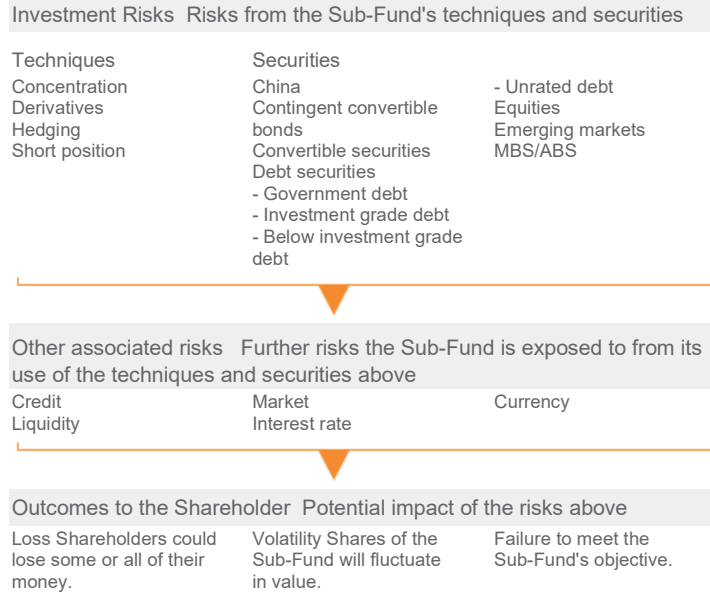 Investment Risks Risks from the Sub-Fund's techniques and securities
Techniques
Concentration
Derivatives
Hedging
Short position
Securities
China
Contingent convertible
bonds
Convertible securities
Debt securities
- Government debt
- Investment grade debt
- Below investment grade
debt
- Unrated debt
Equities
Emerging markets
MBS/ABS
Other associated risks Further risks the Sub-Fund is exposed to from its
use of the techniques and securities above
Credit
Liquidity
Market
Interest rate
Currency
Outcomes to the Shareholder Potential impact of the risks above
Loss Shareholders could
lose some or all of their
money.
Volatility Shares of the
Sub-Fund will fluctuate
in value.
Failure to meet the
Sub-Fund's objective.